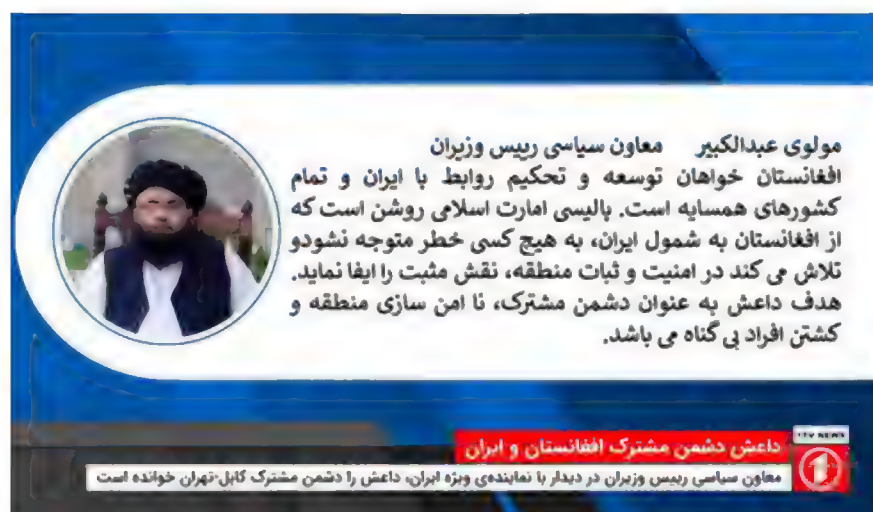 مولوی عبدالکبیر معاون سیاسی رییس وزیران
افغانستان خواهان توسعه و تحکیم روابط با ایران و تمام
کشورهای همسایه است. پالیسی امارت اسلامی روشن است که
از افغانستان به شمول ایران، به هیچ کسی خطر متوجه نشودو
تلاش می کند در امنیت و ثبات منطقه، نقش مثبت را ایفا نماید.
هدف داعش به عنوان دشمن مشترک، نا امن سازی منطقه و
کشتن افراد بی گناه می باشد.
1TV NEWS
داعش دشمن مشترک افغانستان و ایران
1
معاون سیاسی رییس وزیران در دیدار با نماینده‌ی ویژه ایران، داعش را دشمن مشترک کابل-تهران خوانده است